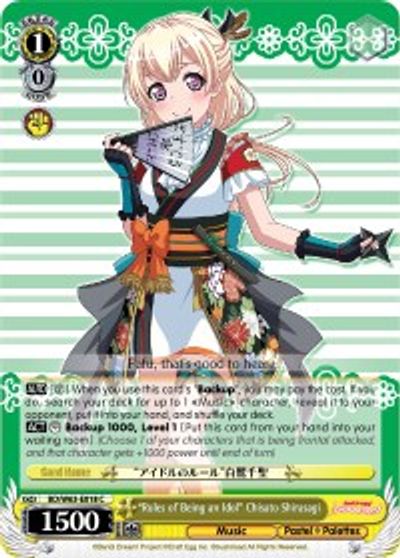 1
0
Fufu, that's good to hear.
AUTO [(1)] When you use this card's "Backup", you may pay the cost. If you
do, search your deck for up to 1 «Music» character, reveal it to your
opponent, put it into your hand, and shuffle your deck.
ACT Backup 1000, Level 1 [Put this card from your hand into your
waiting room] (Choose 1 of your characters that is being frontal attacked,
and that character gets +1000 power until end of turn)
Card Name
"アイドルのルール"白鷺千聖
BD/W63-E018 C
"Rules of Being an Idol" Chisato Shirasagi
1500
Music
Pastel*Palettes